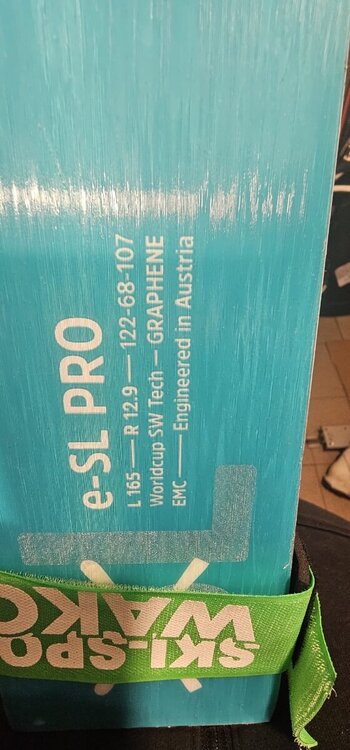 e-SL PRO
L 165 — R 12.9 — 122-68-107
Worldcup SW Tech — GRAPHENE
EMC — Engineered in Austria
SKI-SPO
WAKO